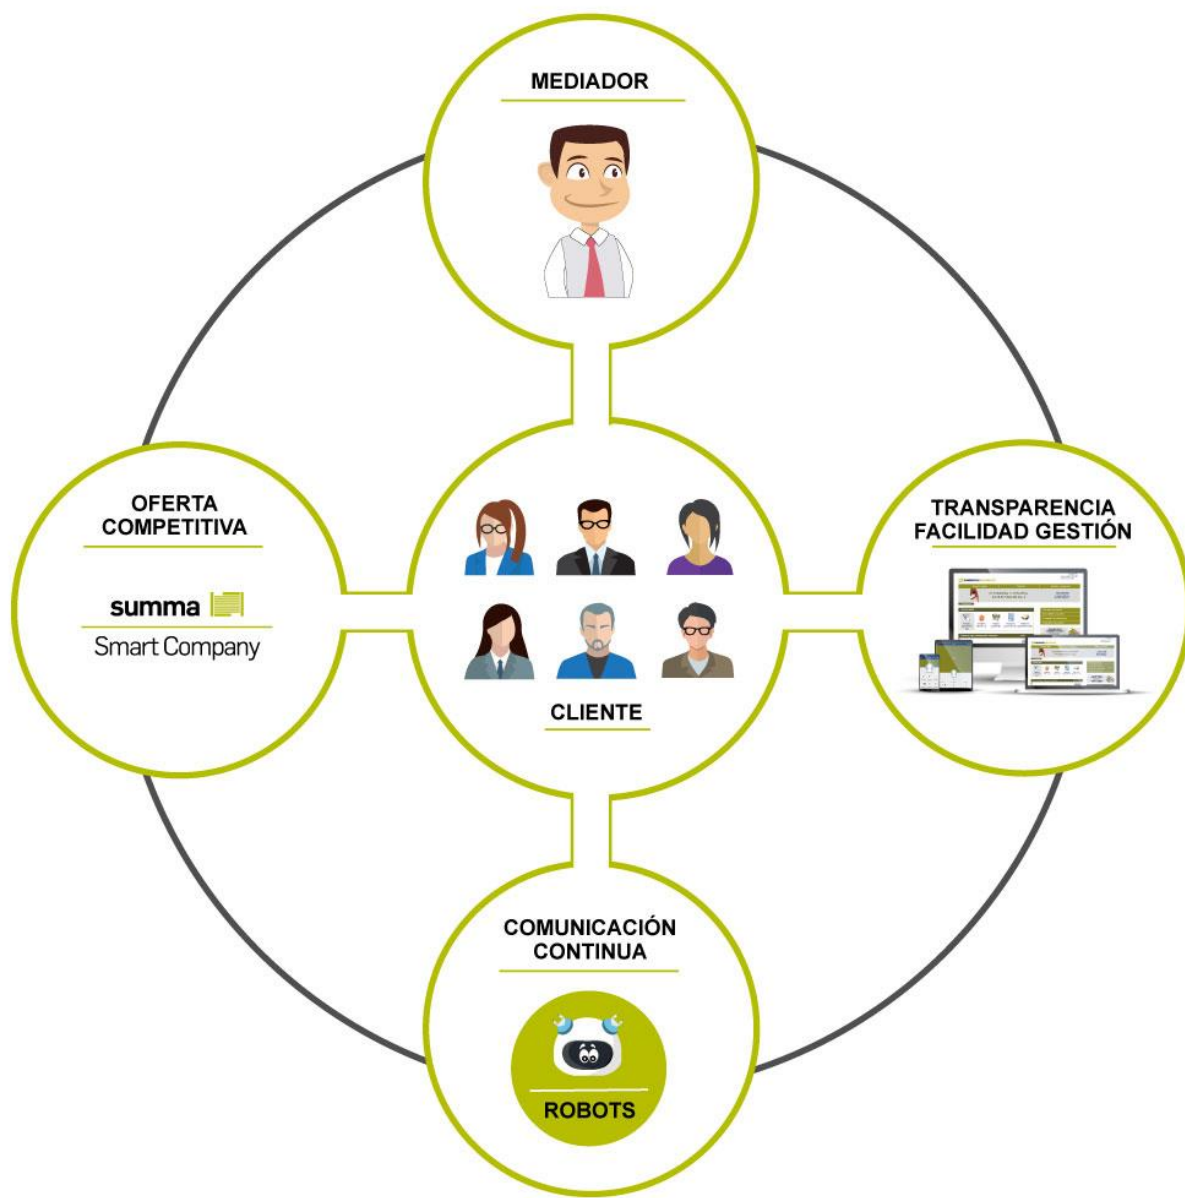 MEDIADOR
OFERTA
COMPETITIVA
summa
Smart Company
CLIENTE
TRANSPARENCIA
FACILIDAD GESTIÓN
COMUNICACIÓN
CONTINUA
ROBOTS